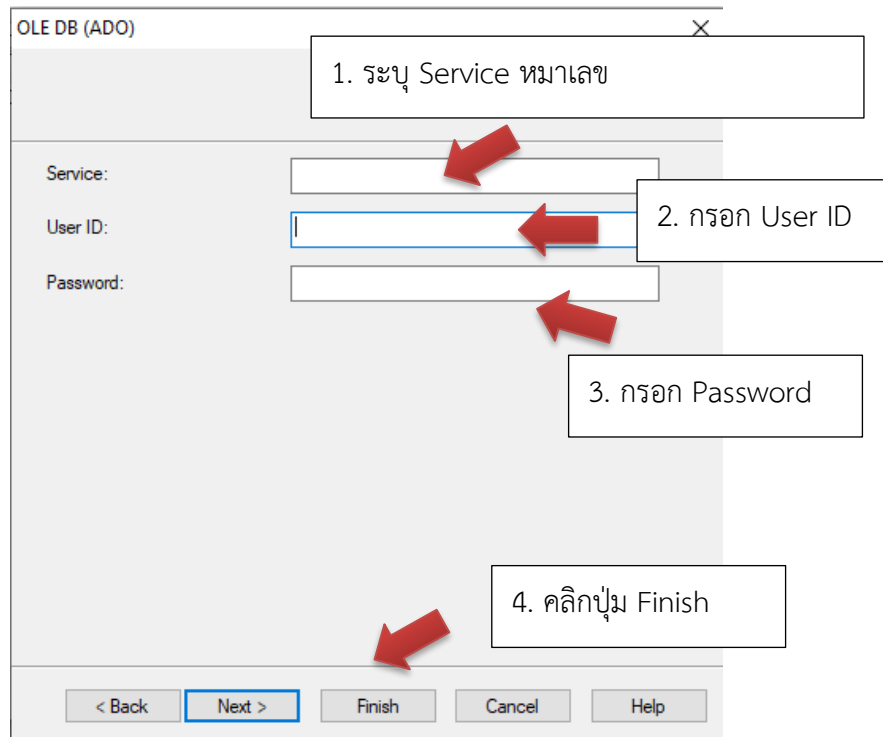 OLE DB (ADO)
1. ระบุ Service หมาเลข
Service:
User ID:
2. กรอก User ID
Password:
3. กรอก Password
4. คลิกปุ่ม Finish
< Back Next > Finish Cancel Help